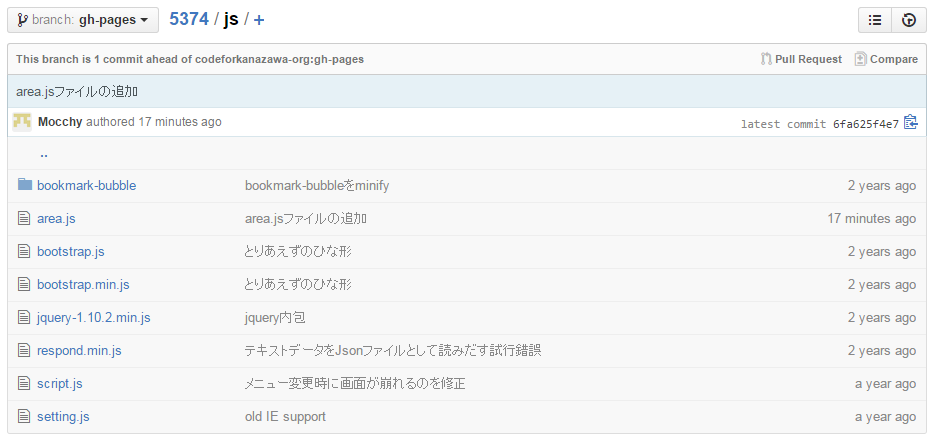 branch: gh-pages 5374 / js / +
This branch is 1 commit ahead of codeforkanazawa-org:gh-pages Pull Request Compare
area.jsファイルの追加
Mocchy authored 17 minutes ago latest commit 6fa625f4e7
..
bookmark-bubble bookmark-bubbleをminify 2 years ago
area.js area.jsファイルの追加 17 minutes ago
bootstrap.js とりあえずのひな形 2 years ago
bootstrap.min.js とりあえずのひな形 2 years ago
jquery-1.10.2.min.js jquery内包 2 years ago
respond.min.js テキストデータをJsonファイルとして読みだす試行錯誤 2 years ago
script.js メニュー変更時に画面が崩れるのを修正 a year ago
setting.js old IE support a year ago